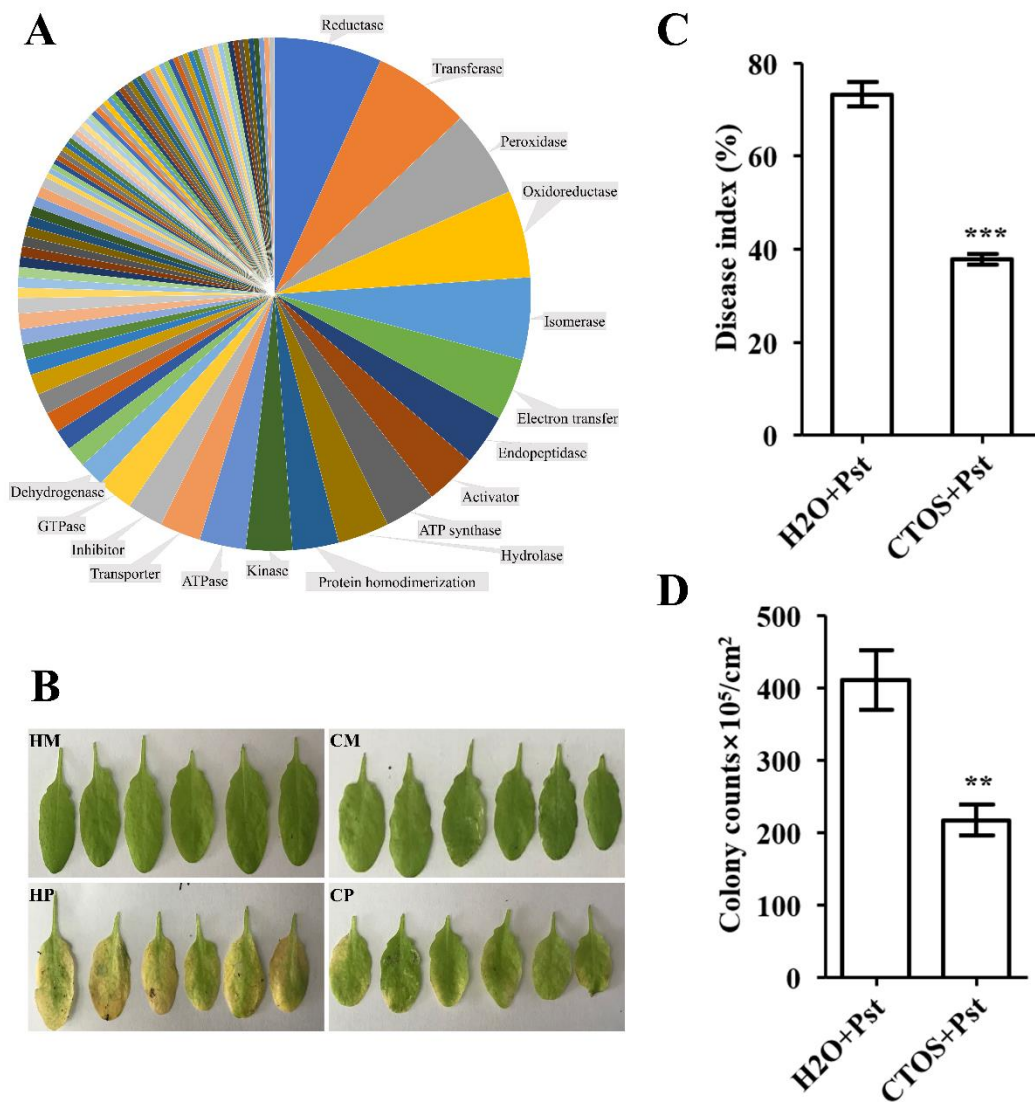 A
Reductase
Transferase
Peroxidase
Oxidoreductase
Isomerase
Electron transfer
Endopeptidase
Activator
ATP synthase
Hydrolase
Protein homodimerization
Kinase
ATPase
Transporter
Inhibitor
GTPase
Dehydrogenase
B
HM
CM
HP
CP
C
Disease index (%)
80
60
40
20
0
***
H2O+Pst
CTOS+Pst
D
Colony counts×10⁵/cm²
500
400
300
200
100
0
**
H2O+Pst
CTOS+Pst